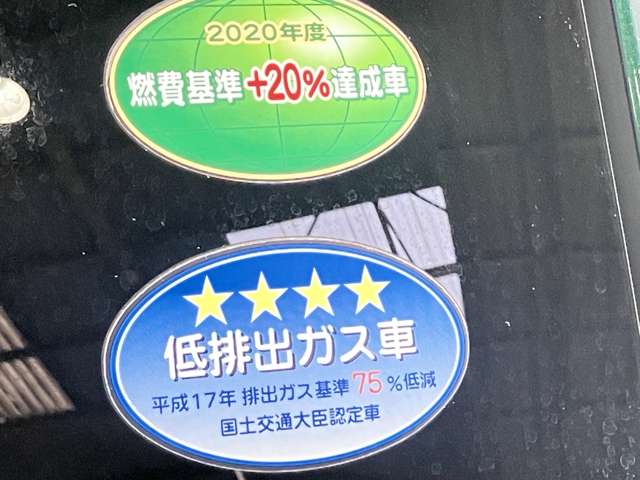 2020年度
燃費基準+20%達成車
低排出ガス車
平成17年 排出ガス基準75%低減
国土交通大臣認定車